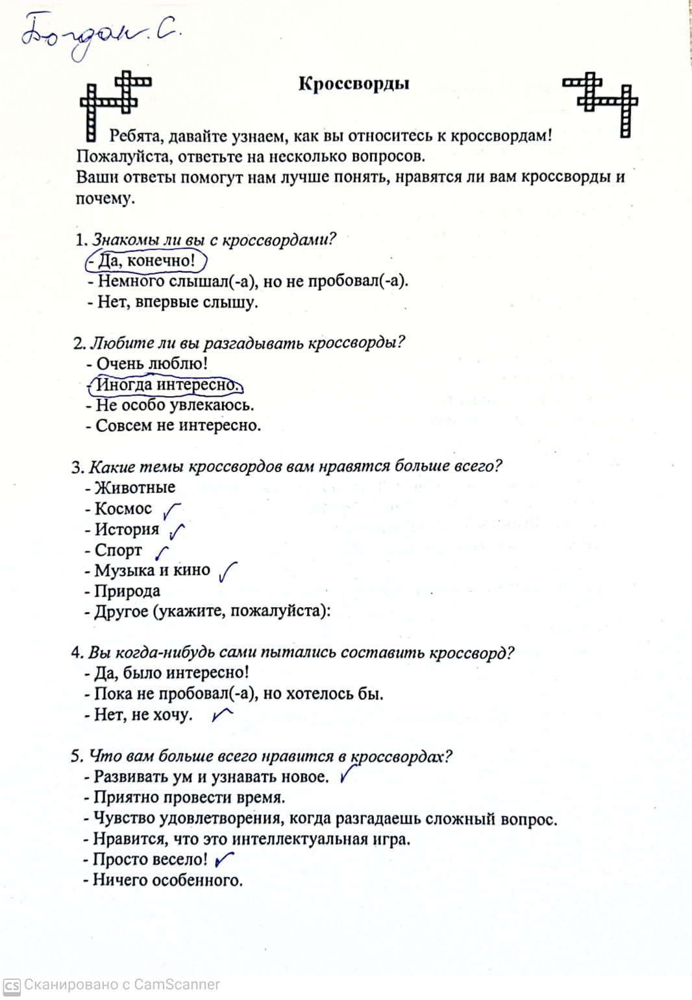 Богдан. С.
Кроссворды
Ребята, давайте узнаем, как вы относитесь к кроссвордам!
Пожалуйста, ответьте на несколько вопросов.
Ваши ответы помогут нам лучше понять, нравятся ли вам кроссворды и
почему.
1. Знакомы ли вы с кроссвордами?
- Да, конечно!
- Немного слышал(-а), но не пробовал(-а).
- Нет, впервые слышу.
2. Любите ли вы разгадывать кроссворды?
- Очень люблю!
- Иногда интересно.
- Не особо увлекаюсь.
- Совсем не интересно.
3. Какие темы кроссвордов вам нравятся больше всего?
- Животные
- Космос
- История
- Спорт
- Музыка и кино
- Природа
- Другое (укажите, пожалуйста):
4. Вы когда-нибудь сами пытались составить кроссворд?
- Да, было интересно!
- Пока не пробовал(-а), но хотелось бы.
- Нет, не хочу.
5. Что вам больше всего нравится в кроссвордах?
- Развивать ум и узнавать новое.
- Приятно провести время.
- Чувство удовлетворения, когда разгадаешь сложный вопрос.
- Нравится, что это интеллектуальная игра.
- Просто весело!
- Ничего особенного.
CS Сканировано с CamScanner